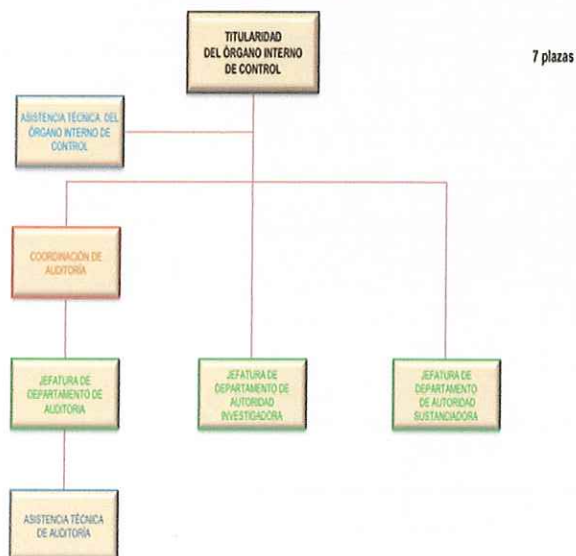 TITULARIDAD
DEL ÓRGANO INTERNO
DE CONTROL
7 plazas
ASISTENCIA TÉCNICA DEL
ÓRGANO INTERNO DE
CONTROL
COORDINACIÓN DE
AUDITORÍA
JEFATURA DE
DEPARTAMENTO DE
AUDITORIA
JEFATURA DE
DEPARTAMENTO DE
AUTORIDAD
INVESTIGADORA
JEFATURA DE
DEPARTAMENTO
DE AUTORIDAD
SUSTANCIADORA
ASISTENCIA TÉCNICA
DE AUDITORÍA